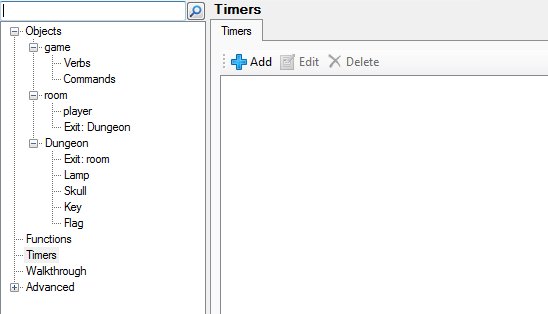 Objects
game
Verbs
Commands
room
player
Exit: Dungeon
Dungeon
Exit: room
Lamp
Skull
Key
Flag
Functions
Timers
Walkthrough
Advanced
Timers
Timers
Add Edit Delete